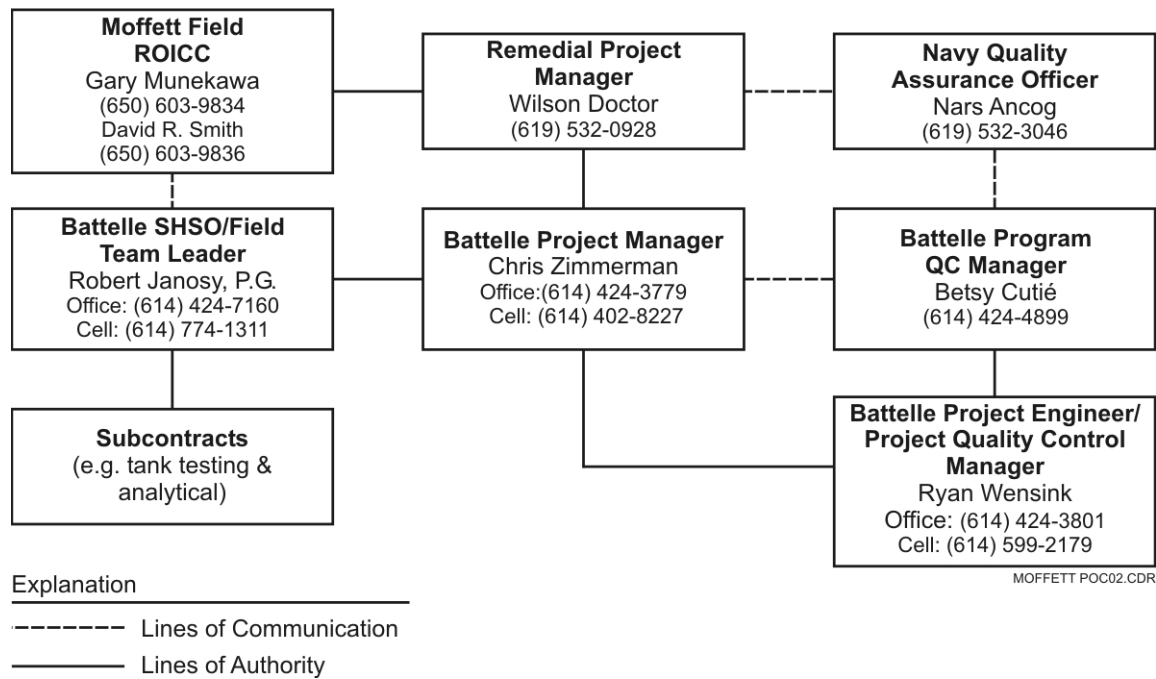 Moffett Field
ROICC
Gary Munekawa
(650) 603-9834
David R. Smith
(650) 603-9836
Remedial Project
Manager
Wilson Doctor
(619) 532-0928
Navy Quality
Assurance Officer
Nars Ancog
(619) 532-3046
Battelle SHSO/Field
Team Leader
Robert Janosy, P.G.
Office: (614) 424-7160
Cell: (614) 774-1311
Battelle Project Manager
Chris Zimmerman
Office:(614) 424-3779
Cell: (614) 402-8227
Battelle Program
QC Manager
Betsy Cutié
(614) 424-4899
Subcontracts
(e.g. tank testing &
analytical)
Battelle Project Engineer/
Project Quality Control
Manager
Ryan Wensink
Office: (614) 424-3801
Cell: (614) 599-2179
MOFFETT POC02.CDR
Explanation
Lines of Communication
Lines of Authority